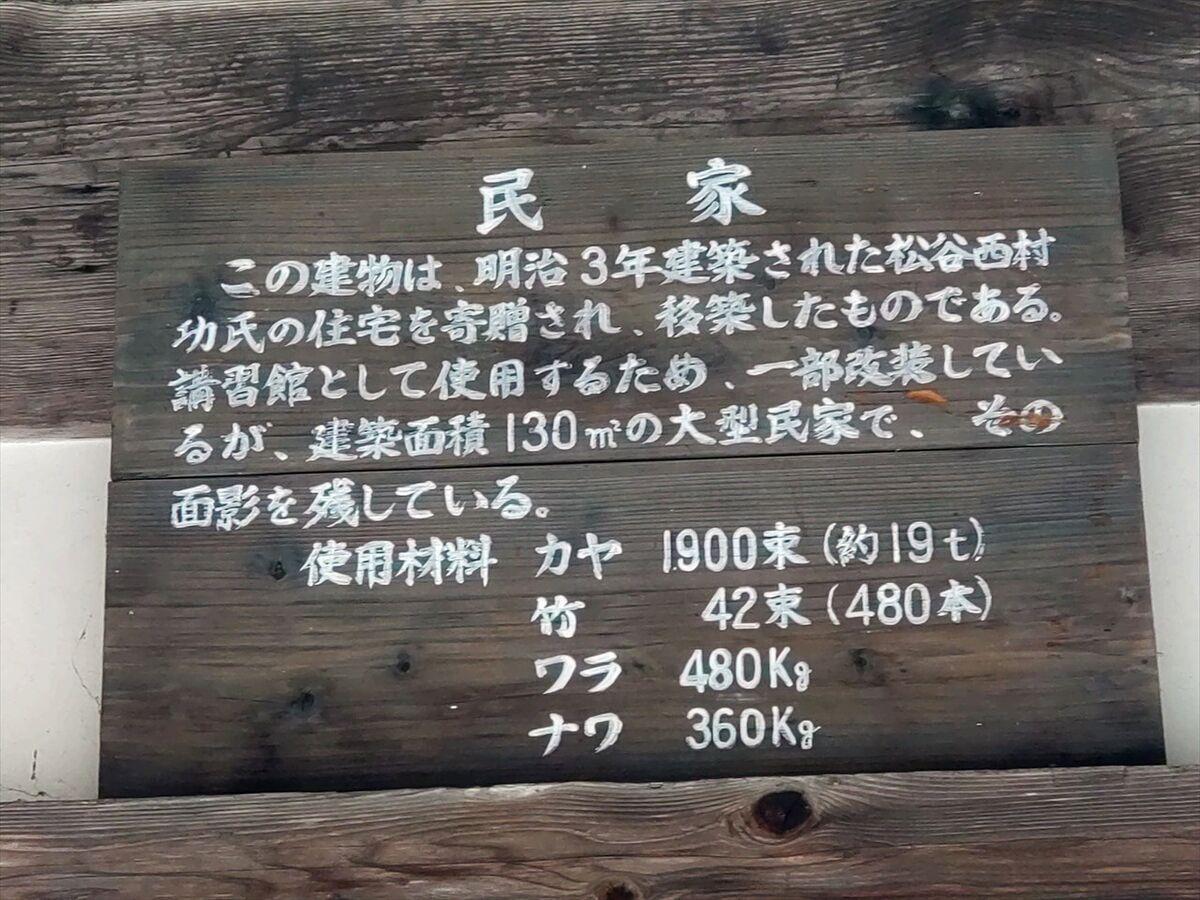 民 家
この建物は、明治3年建築された松谷西村
功氏の住宅を寄贈され、移築したものである。
講習館として使用するため、一部改装してい
るが、建築面積130㎡の大型民家で、その
面影を残している。
使用材料 カヤ 1,900束(約19t)
竹 42束(480本)
ワラ 480Kg
ナワ 360Kg